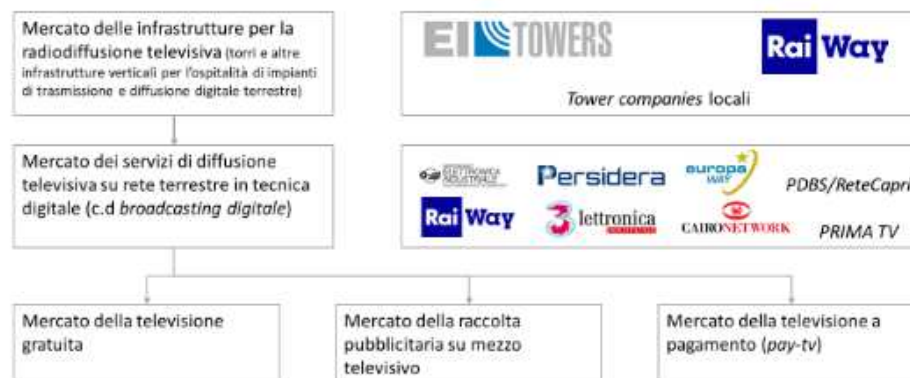 Mercato delle infrastrutture per la
radiodiffusione televisiva (torri e altre
infrastrutture verticali per l'ospitalità di impianti
di trasmissione e diffusione digitale terrestre)
EI TOWERS
Rai Way
Tower companies locali
Mercato dei servizi di diffusione
televisiva su rete terrestre in tecnica
digitale (c.d broadcasting digitale)
ELETTRONICA
INDUSTRIALE
Persidera
europa
WAY
PDBS/ReteCapri
Rai Way
3lettronica
CAIRONETWORK
PRIMA TV
Mercato della televisione
gratuita
Mercato della raccolta
pubblicitaria su mezzo
televisivo
Mercato della televisione a
pagamento (pay-tv)